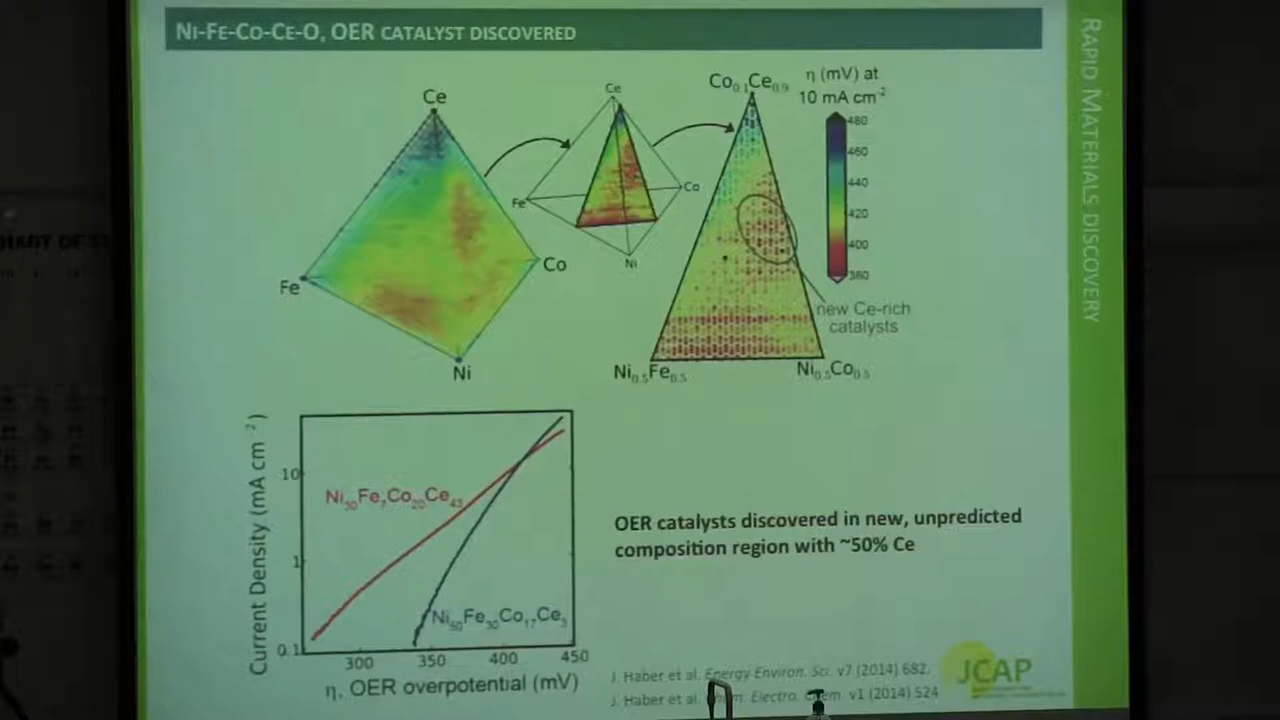 Ni-Fe-Co-Ce-O, OER CATALYST DISCOVERED
RAPID MATERIALS DISCOVERY
Ce
Fe
Co
Ni
Ce
Fe
Co
Ni
Co0.1Ce0.9
Ni0.5Fe0.5
Ni0.5Co0.5
η (mV) at
10 mA cm-2
480
460
440
420
400
380
new Ce-rich
catalysts
Current Density (mA cm-2)
10
1
0.1
Ni30Fe7Co20Ce43
Ni50Fe30Co17Ce3
300 350 400 450
η, OER overpotential (mV)
OER catalysts discovered in new, unpredicted
composition region with ~50% Ce
J. Haber et al. Energy Environ. Sci. v7 (2014) 682.
J. Haber et al. Electro. v1 (2014) 524
JCAP